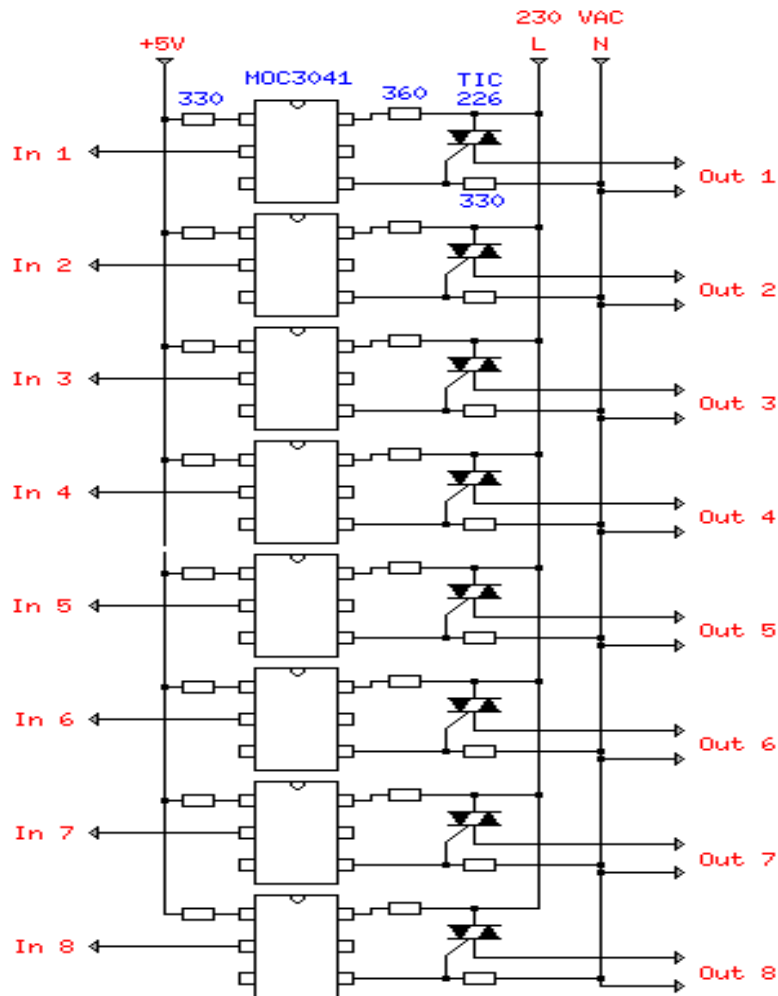 230 VAC
+5V L N
MOC3041 TIC
330 360 226
In 1
Out 1
330
In 2
Out 2
In 3
Out 3
In 4
Out 4
In 5
Out 5
In 6
Out 6
In 7
Out 7
In 8
Out 8